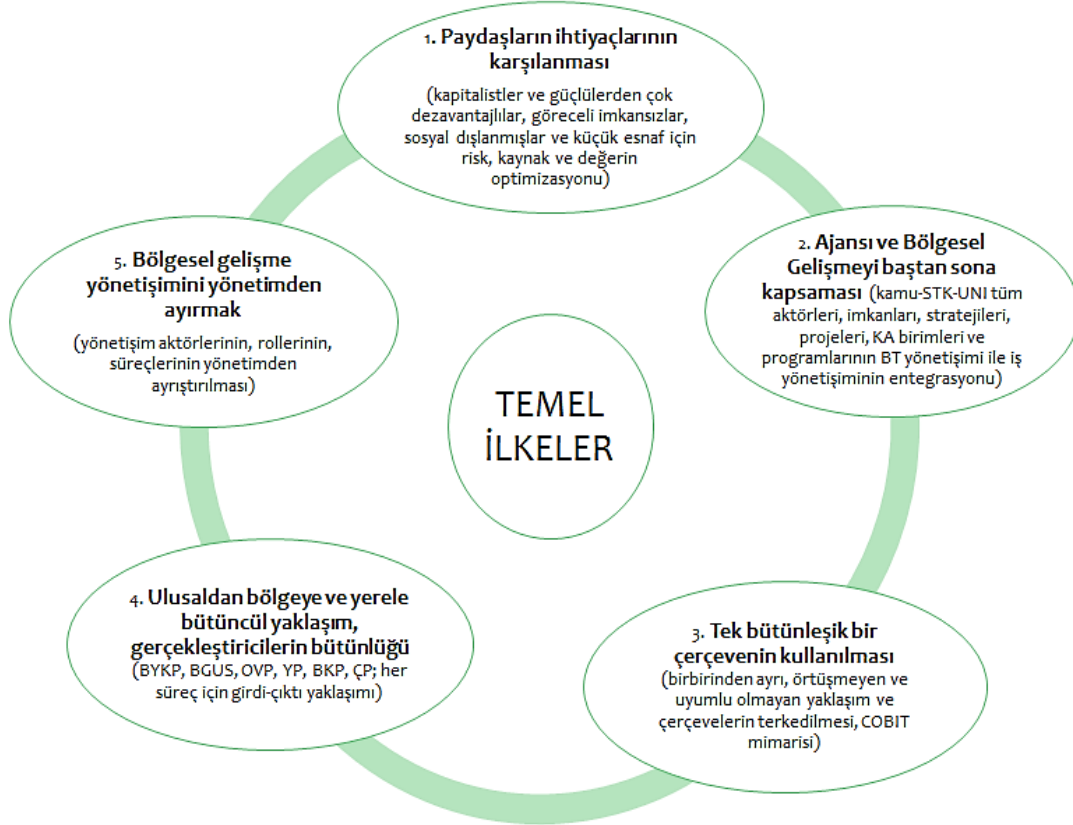 1. Paydaşların ihtiyaçlarının
karşılanması
(kapitalistler ve güçlülerden çok
dezavantajlılar, göreceli imkansızlar,
sosyal dışlanmışlar ve küçük esnaf için
risk, kaynak ve değerin
optimizasyonu)
2. Ajansı ve Bölgesel
Gelişmeyi baştan sona
kapsaması (kamu-STK-UNI tüm
aktörleri, imkanları, stratejileri,
projeleri, KA birimleri ve
programlarının BT yönetişimi ile iş
yönetişiminin entegrasyonu)
3. Tek bütünleşik bir
çerçevenin kullanılması
(birbirinden ayrı, örtüşmeyen ve
uyumlu olmayan yaklaşım ve
çerçevelerin terkedilmesi, COBIT
mimarisi)
4. Ulusaldan bölgeye ve yerele
bütüncül yaklaşım,
gerçekleştiricilerin bütünlüğü
(BYKP, BGUS, OVP, YP, BKP, ÇP; her
süreç için girdi-çıktı yaklaşımı)
5. Bölgesel gelişme
yönetişimini yönetimden
ayırmak
(yönetişim aktörlerinin, rollerinin,
süreçlerinin yönetimden
ayrıştırılması)
TEMEL
İLKELER